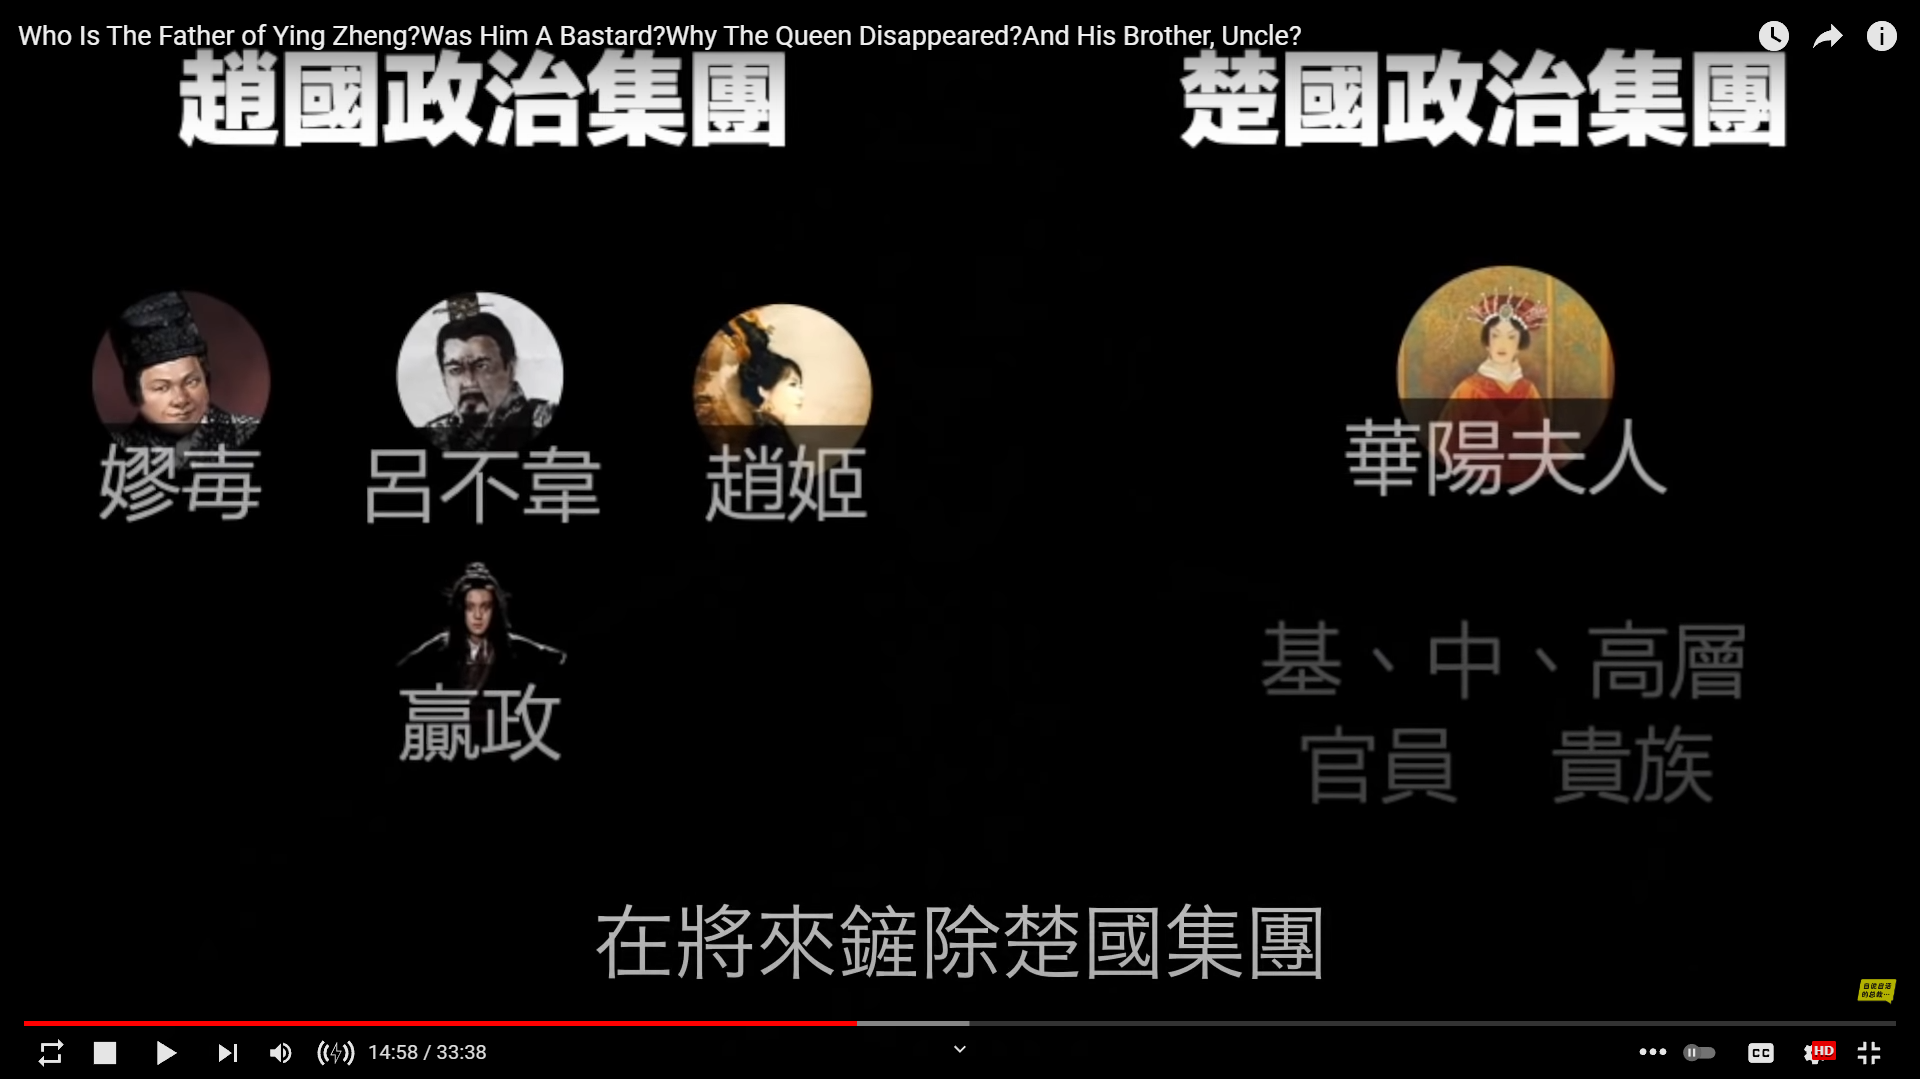 Who Is The Father of Ying Zheng?Was Him A Bastard?Why The Queen Disappeared?And His Brother, Uncle?
趙國政治集團
楚國政治集團
嫪毐
呂不韋
趙姬
華陽夫人
嬴政
基、中、高層
官員 貴族
在將來鏟除楚國集團
14:58 / 33:38
CC
HD